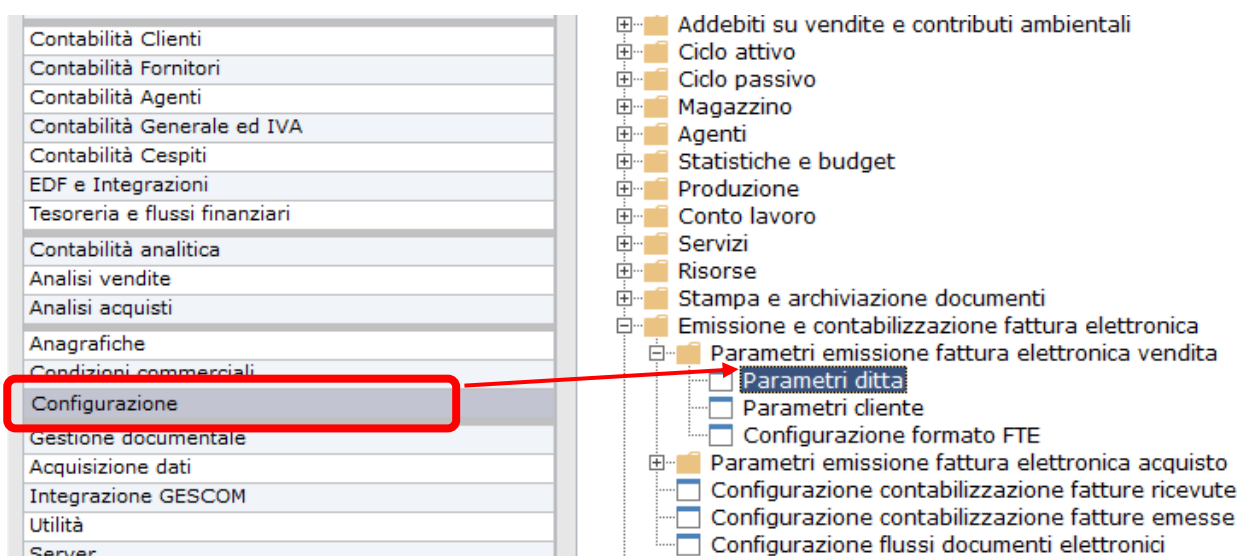 Contabilità Clienti
Contabilità Fornitori
Contabilità Agenti
Contabilità Generale ed IVA
Contabilità Cespiti
EDF e Integrazioni
Tesoreria e flussi finanziari
Contabilità analitica
Analisi vendite
Analisi acquisti
Anagrafiche
Condizioni commerciali
Configurazione
Gestione documentale
Acquisizione dati
Integrazione GESCOM
Utilità
Server
Addebiti su vendite e contributi ambientali
Ciclo attivo
Ciclo passivo
Magazzino
Agenti
Statistiche e budget
Produzione
Conto lavoro
Servizi
Risorse
Stampa e archiviazione documenti
Emissione e contabilizzazione fattura elettronica
Parametri emissione fattura elettronica vendita
Parametri ditta
Parametri cliente
Configurazione formato FTE
Parametri emissione fattura elettronica acquisto
Configurazione contabilizzazione fatture ricevute
Configurazione contabilizzazione fatture emesse
Configurazione flussi documenti elettronici